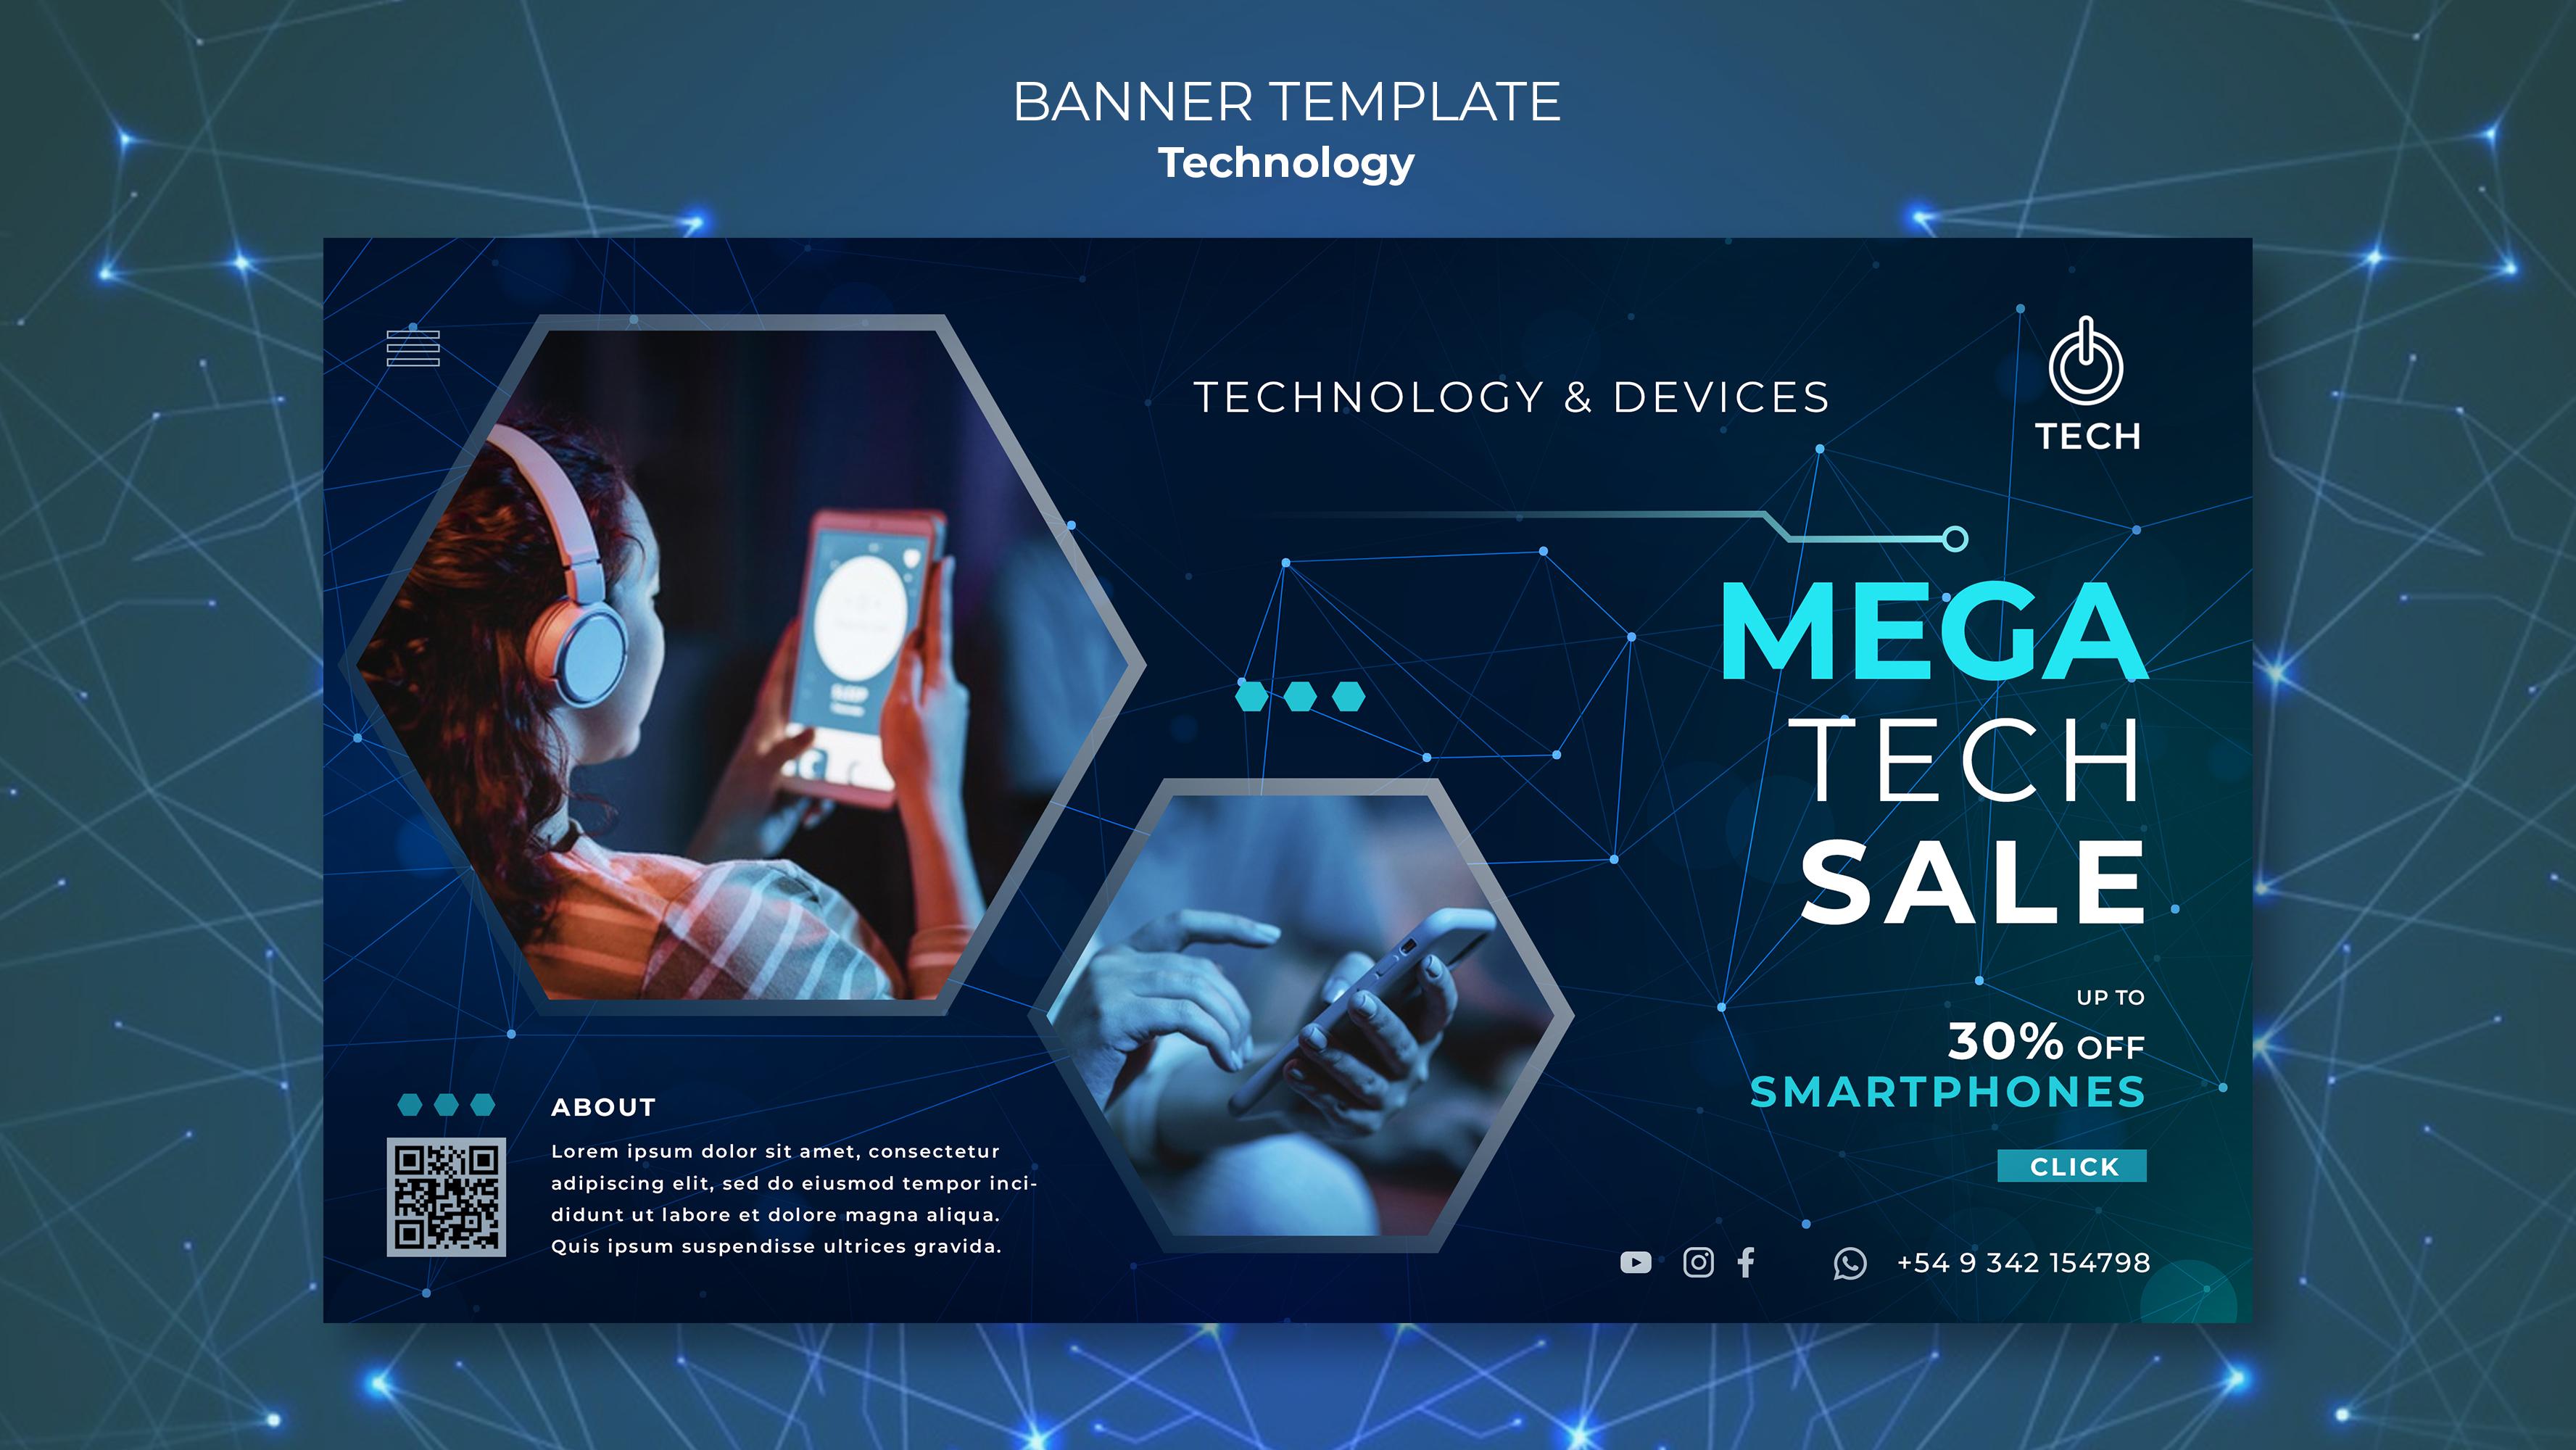 BANNER TEMPLATE
Technology
TECHNOLOGY & DEVICES
TECH
MEGA
TECH
SALE
UP TO
30% OFF
SMARTPHONES
CLICK
SLEEP
ABOUT
Lorem ipsum dolor sit amet, consectetur
adipiscing elit, sed do eiusmod tempor inci-
didunt ut labore et dolore magna aliqua.
Quis ipsum suspendisse ultrices gravida.
+54 9 342 154798